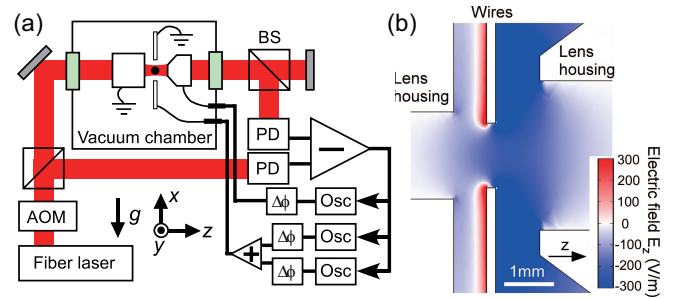 (a)
BS
Vacuum chamber
PD
PD
−
Δϕ
Osc
AOM
g
x
y
z
Δϕ
Osc
+
Δϕ
Osc
Fiber laser
(b)
Wires
Lens
housing
Lens
housing
300
200
100
0
-100
-200
-300
Electric field E_z (V/m)
z
1mm